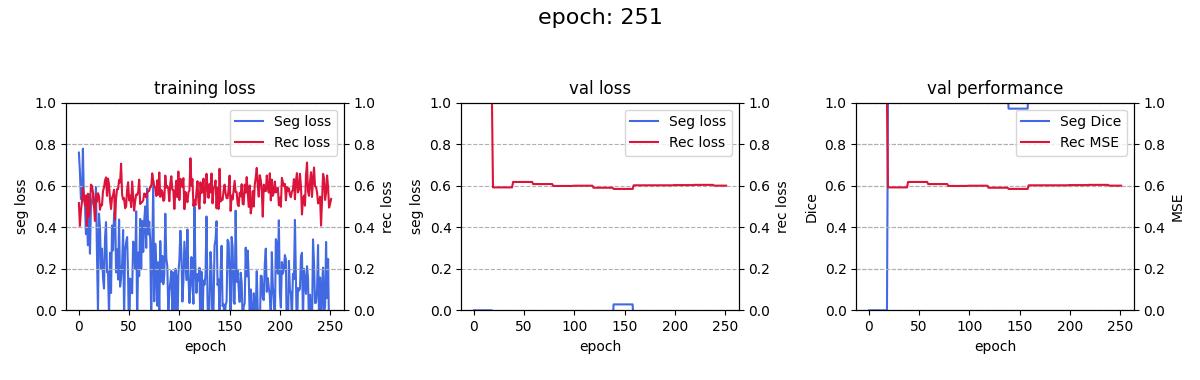 epoch: 251
training loss
1.0
0.8
0.6
0.4
0.2
0.0
seg loss
Seg loss
Rec loss
1.0
0.8
0.6
0.4
0.2
0.0
rec loss
0 50 100 150 200 250
epoch
val loss
1.0
0.8
0.6
0.4
0.2
0.0
seg loss
Seg loss
Rec loss
1.0
0.8
0.6
0.4
0.2
0.0
rec loss
0 50 100 150 200 250
epoch
val performance
1.0
0.8
0.6
0.4
0.2
0.0
Dice
Seg Dice
Rec MSE
1.0
0.8
0.6
0.4
0.2
0.0
MSE
0 50 100 150 200 250
epoch